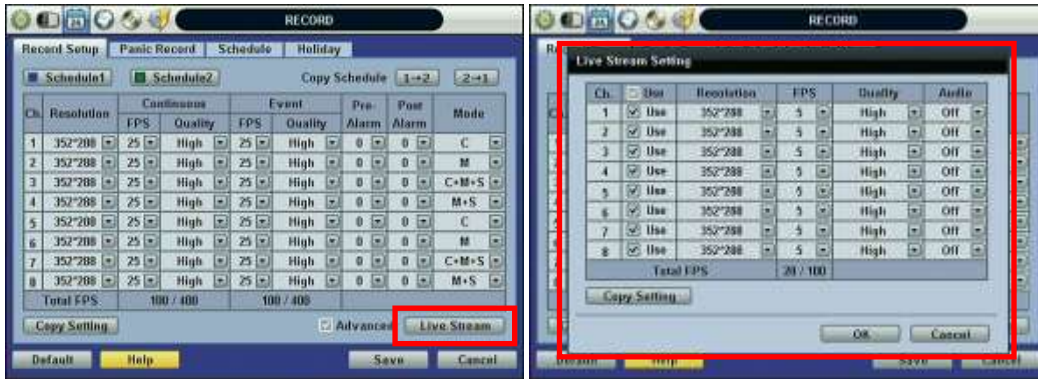 RECORD
Record Setup Panic Record Schedule Holiday
Schedule1 Schedule2 Copy Schedule 1→2 2→1
Ch. Resolution Continuous Event Pre-Alarm Post Alarm Mode
FPS Quality FPS Quality
1 352*288 25 High 25 High 0 0 C
2 352*288 25 High 25 High 0 0 M
3 352*288 25 High 25 High 0 0 C+M+S
4 352*288 25 High 25 High 0 0 M+S
5 352*288 25 High 25 High 0 0 C
6 352*288 25 High 25 High 0 0 M
7 352*288 25 High 25 High 0 0 C+M+S
8 352*288 25 High 25 High 0 0 M+S
Total FPS 100 / 400 100 / 400
Copy Setting Advanced Live Stream
Default Help Save Cancel
RECORD
Live Stream Setting
Ch. Use Resolution FPS Quality Audio
1 Use 352*288 5 High Off
2 Use 352*288 5 High Off
3 Use 352*288 5 High Off
4 Use 352*288 5 High Off
5 Use 352*288 5 High Off
6 Use 352*288 5 High Off
7 Use 352*288 5 High Off
8 Use 352*288 5 High Off
Total FPS 20 / 100
Copy Setting
OK Cancel
Default Help Save Cancel